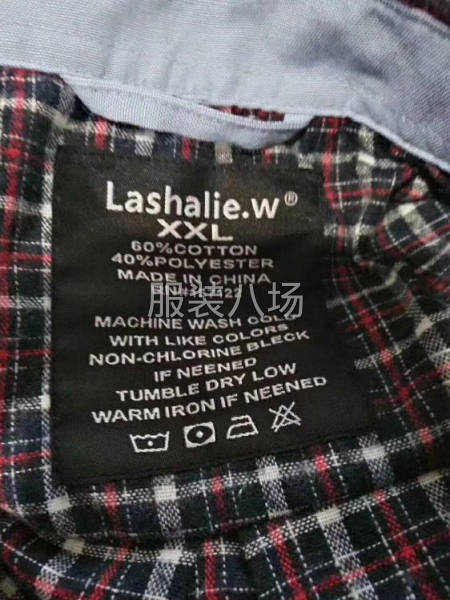 Lashalie.w®
XXL
60%COTTON
40%POLYESTER
MADE IN CHINA
服装八场
MACHINE WASH COLD
WITH LIKE COLORS
NON-CHLORINE BLECK
IF NEENED
TUMBLE DRY LOW
WARM IRON IF NEENED